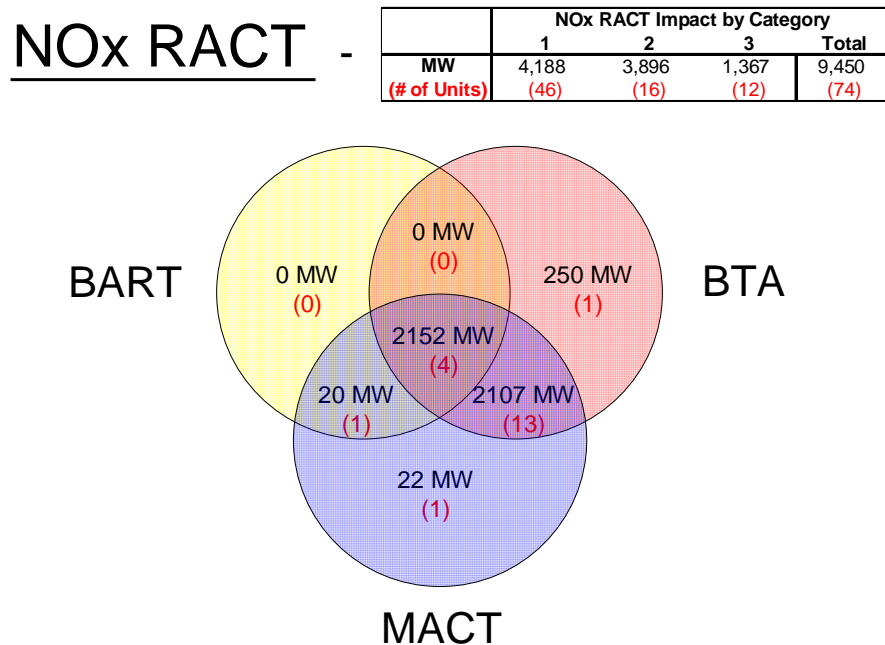 NOx RACT -
NOx RACT Impact by Category
1 2 3 Total
MW 4,188 3,896 1,367 9,450
(# of Units) (46) (16) (12) (74)
0 MW
(0)
BART
0 MW
(0)
250 MW
(1)
BTA
2152 MW
(4)
20 MW
(1)
2107 MW
(13)
22 MW
(1)
MACT